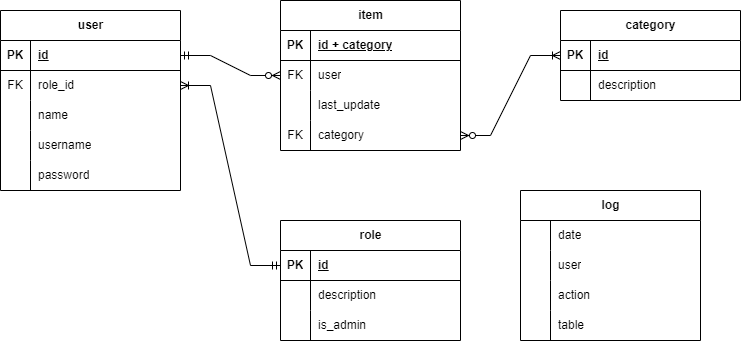 user
PK id
FK role_id
name
username
password
item
PK id + category
FK user
last_update
FK category
category
PK id
description
role
PK id
description
is_admin
log
date
user
action
table